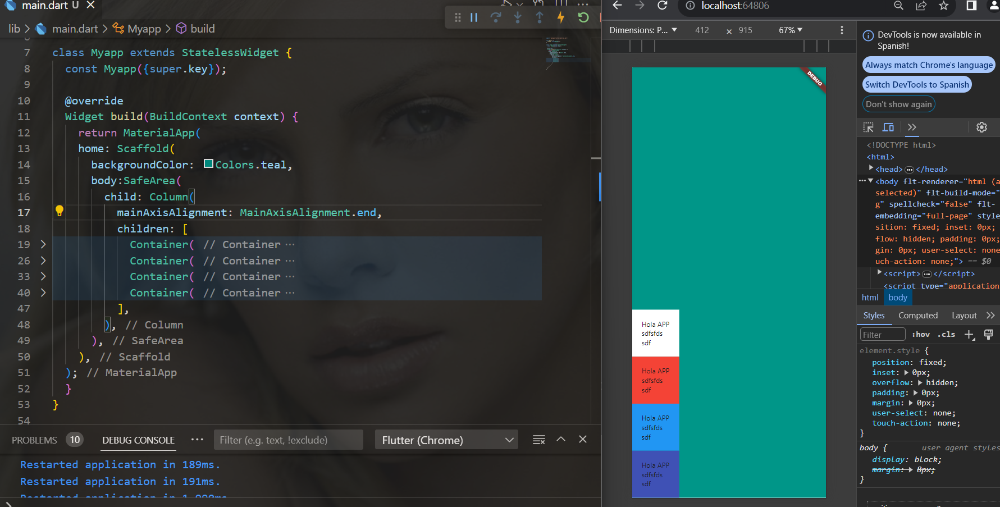 main.dart U
lib > main.dart > Myapp > build
7 class Myapp extends StatelessWidget {
8 const Myapp({super.key});
9
10 @override
11 Widget build(BuildContext context) {
12 return MaterialApp(
13 home: Scaffold(
14 backgroundColor: Colors.teal,
15 body:SafeArea(
16 child: Column(
17 mainAxisAlignment: MainAxisAlignment.end,
18 children: [
19 Container( // Container ...
26 Container( // Container ...
33 Container( // Container ...
40 Container( // Container ...
47 ],
48 ), // Column
49 ), // SafeArea
50 ), // Scaffold
51 ); // MaterialApp
52 }
53 }
54
PROBLEMS 10 DEBUG CONSOLE ... Filter (e.g. text, !exclude) Flutter (Chrome)
Restarted application in 189ms.
Restarted application in 191ms.
localhost:64806
Dimensions: P... 412 × 915 67%
DEBUG
Hola APP
sdfsfds
sdf
Hola APP
sdfsfds
sdf
Hola APP
sdfsfds
sdf
Hola APP
sdfsfds
sdf
DevTools is now available in
Spanish!
Always match Chrome's language
Switch DevTools to Spanish
Don't show again
<!DOCTYPE html>
<html>
<head> ... </head>
<body flt-renderer="html (a
selected)" flt-build-mode="
g" spellcheck="false" flt-
embedding="full-page" style
sition: fixed; inset: 0px;
flow: hidden; padding: 0px;
gin: 0px; user-select: none
uch-action: none;"> == $0
<script> ... </script>
<script type="application
html body
Styles Computed Layout
Filter :hov .cls
element.style {
position: fixed;
inset: 0px;
overflow: hidden;
padding: 0px;
margin: 0px;
user-select: none;
touch-action: none;
}
body { user agent styles
display: block;
margin: 8px;
}